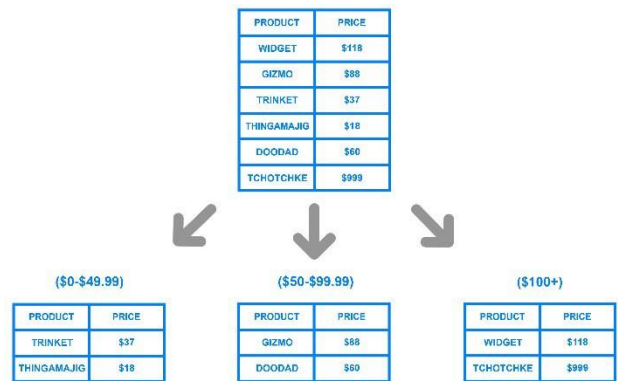 PRODUCT PRICE
WIDGET $118
GIZMO $88
TRINKET $37
THINGAMAJIG $18
DOODAD $60
TCHOTCHKE $999
($0-$49.99)
PRODUCT PRICE
TRINKET $37
THINGAMAJIG $18
($50-$99.99)
PRODUCT PRICE
GIZMO $88
DOODAD $60
($100+)
PRODUCT PRICE
WIDGET $118
TCHOTCHKE $999